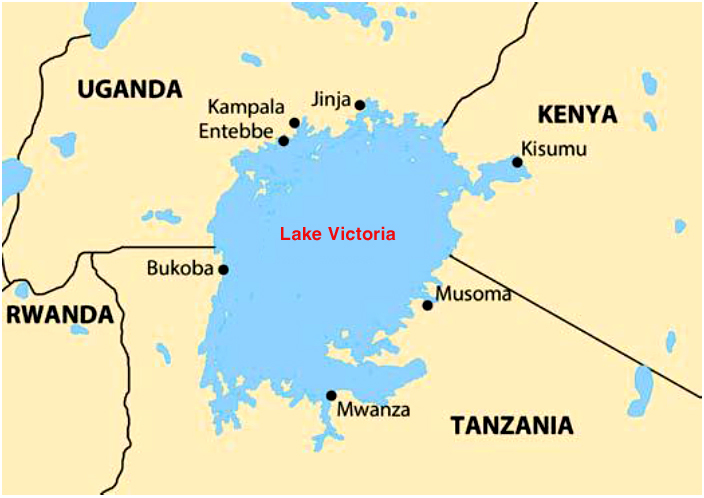 UGANDA
Jinja
Kampala
KENYA
Entebbe
Kisumu
Lake Victoria
Bukoba
Musoma
RWANDA
Mwanza
TANZANIA